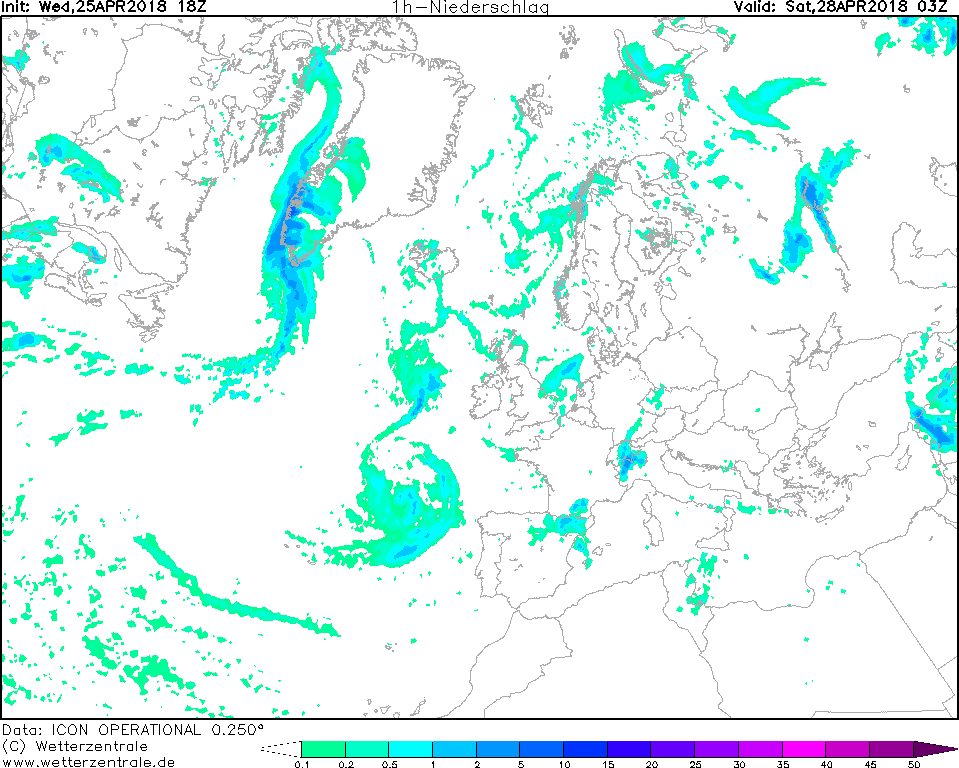 Init: Wed,25APR2018 18Z 1h-Niederschlag Valid: Sat,28APR2018 03Z
Data: ICON OPERATIONAL 0.250°
(C) Wetterzentrale
www.wetterzentrale.de
0.1 0.2 0.5 1 2 5 10 15 20 25 30 35 40 45 50